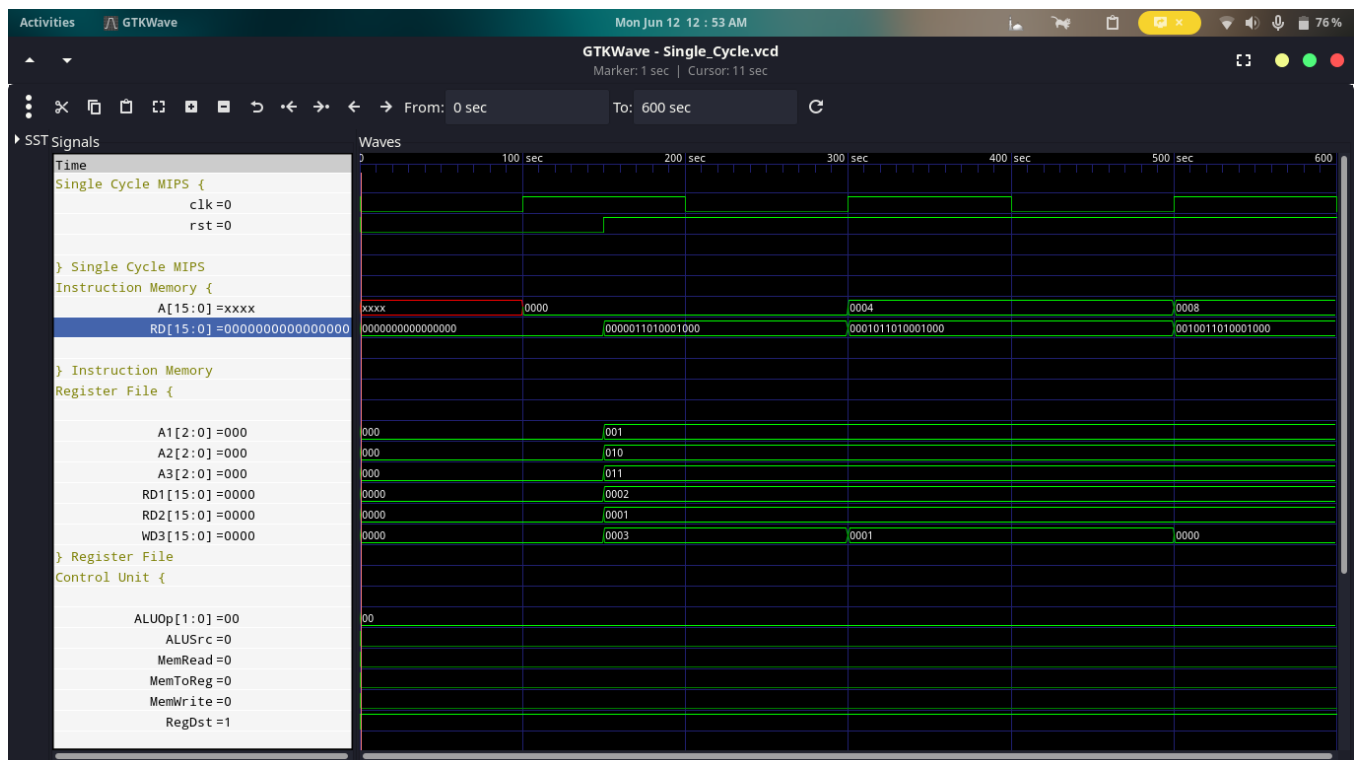 Activities GTKWave Mon Jun 12 12 : 53 AM 76 %
GTKWave - Single_Cycle.vcd
Marker: 1 sec | Cursor: 11 sec
From: 0 sec To: 600 sec
SST Signals Waves
Time 0 100 sec 200 sec 300 sec 400 sec 500 sec 600
Single Cycle MIPS {
clk =0
rst =0
} Single Cycle MIPS
Instruction Memory {
A[15:0] =xxxx xxxx 0000 0004 0008
RD[15:0] =0000000000000000 0000000000000000 0000011010001000 0001011010001000 0010011010001000
} Instruction Memory
Register File {
A1[2:0] =000 000 001
A2[2:0] =000 000 010
A3[2:0] =000 000 011
RD1[15:0] =0000 0000 0002
RD2[15:0] =0000 0000 0001
WD3[15:0] =0000 0000 0003 0001 0000
} Register File
Control Unit {
ALUOp[1:0] =00 00
ALUSrc =0
MemRead =0
MemToReg =0
MemWrite =0
RegDst =1